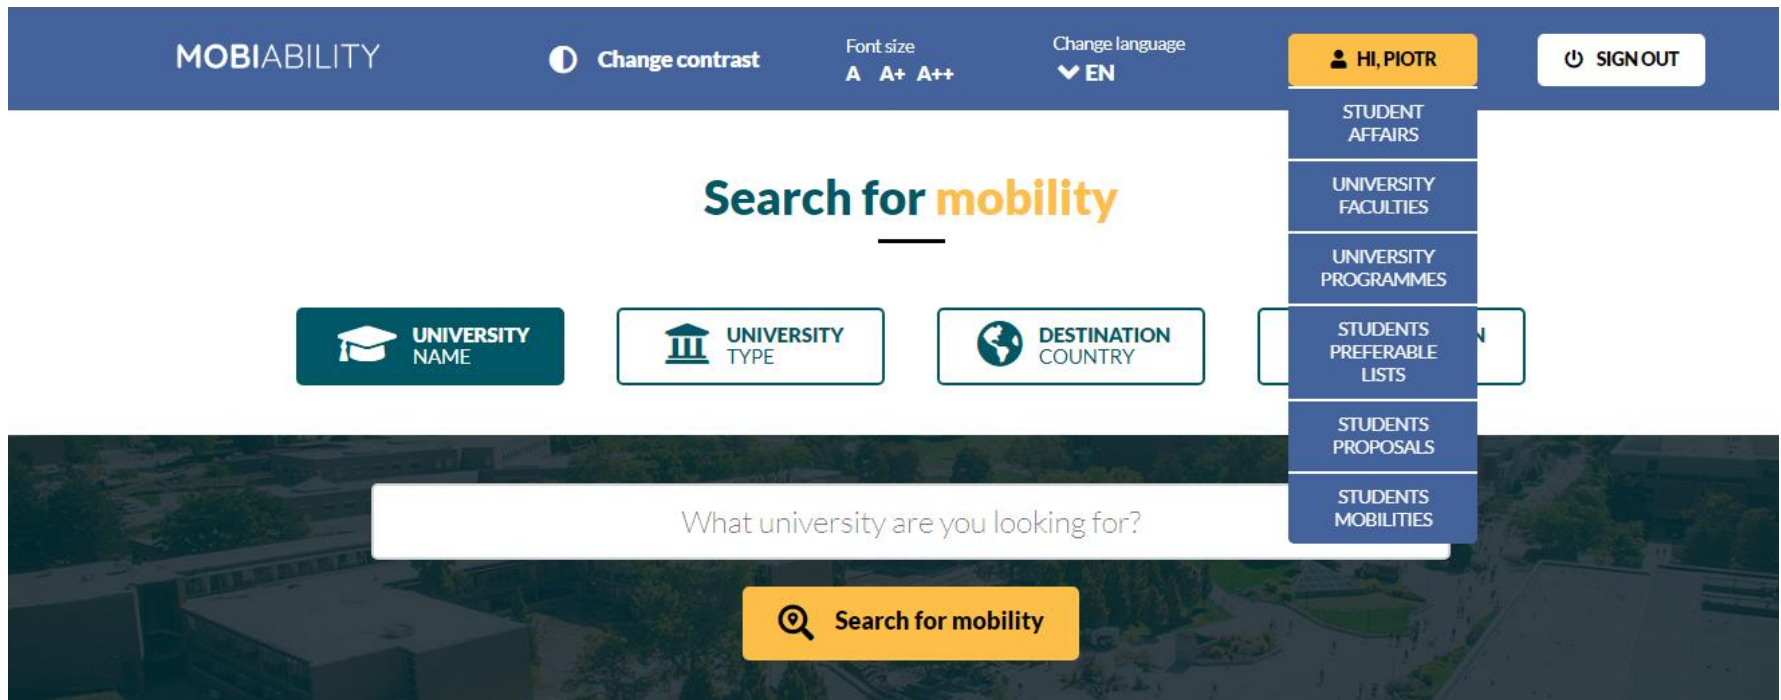 MOBIABILITY
Change contrast
Font size
A A+ A++
Change language
EN
HI, PIOTR
SIGN OUT
STUDENT
AFFAIRS
UNIVERSITY
FACULTIES
UNIVERSITY
PROGRAMMES
STUDENTS
PREFERABLE
LISTS
STUDENTS
PROPOSALS
STUDENTS
MOBILITIES
Search for mobility
UNIVERSITY
NAME
UNIVERSITY
TYPE
DESTINATION
COUNTRY
What university are you looking for?
Search for mobility